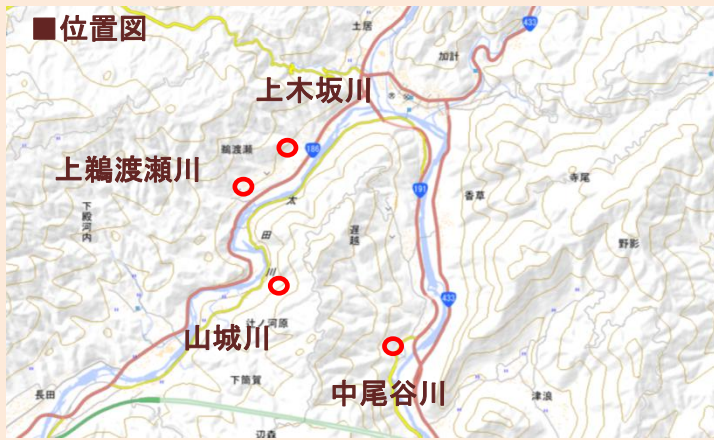 ■位置図
土居
433
加計
上木坂川
鵜渡瀬
186
上鵜渡瀬川
191
香草
寺尾
下殿河内
太田川
遅越
野影
433
山城川
辻ノ河原
下筒賀
中尾谷川
長田
津浪
辺森